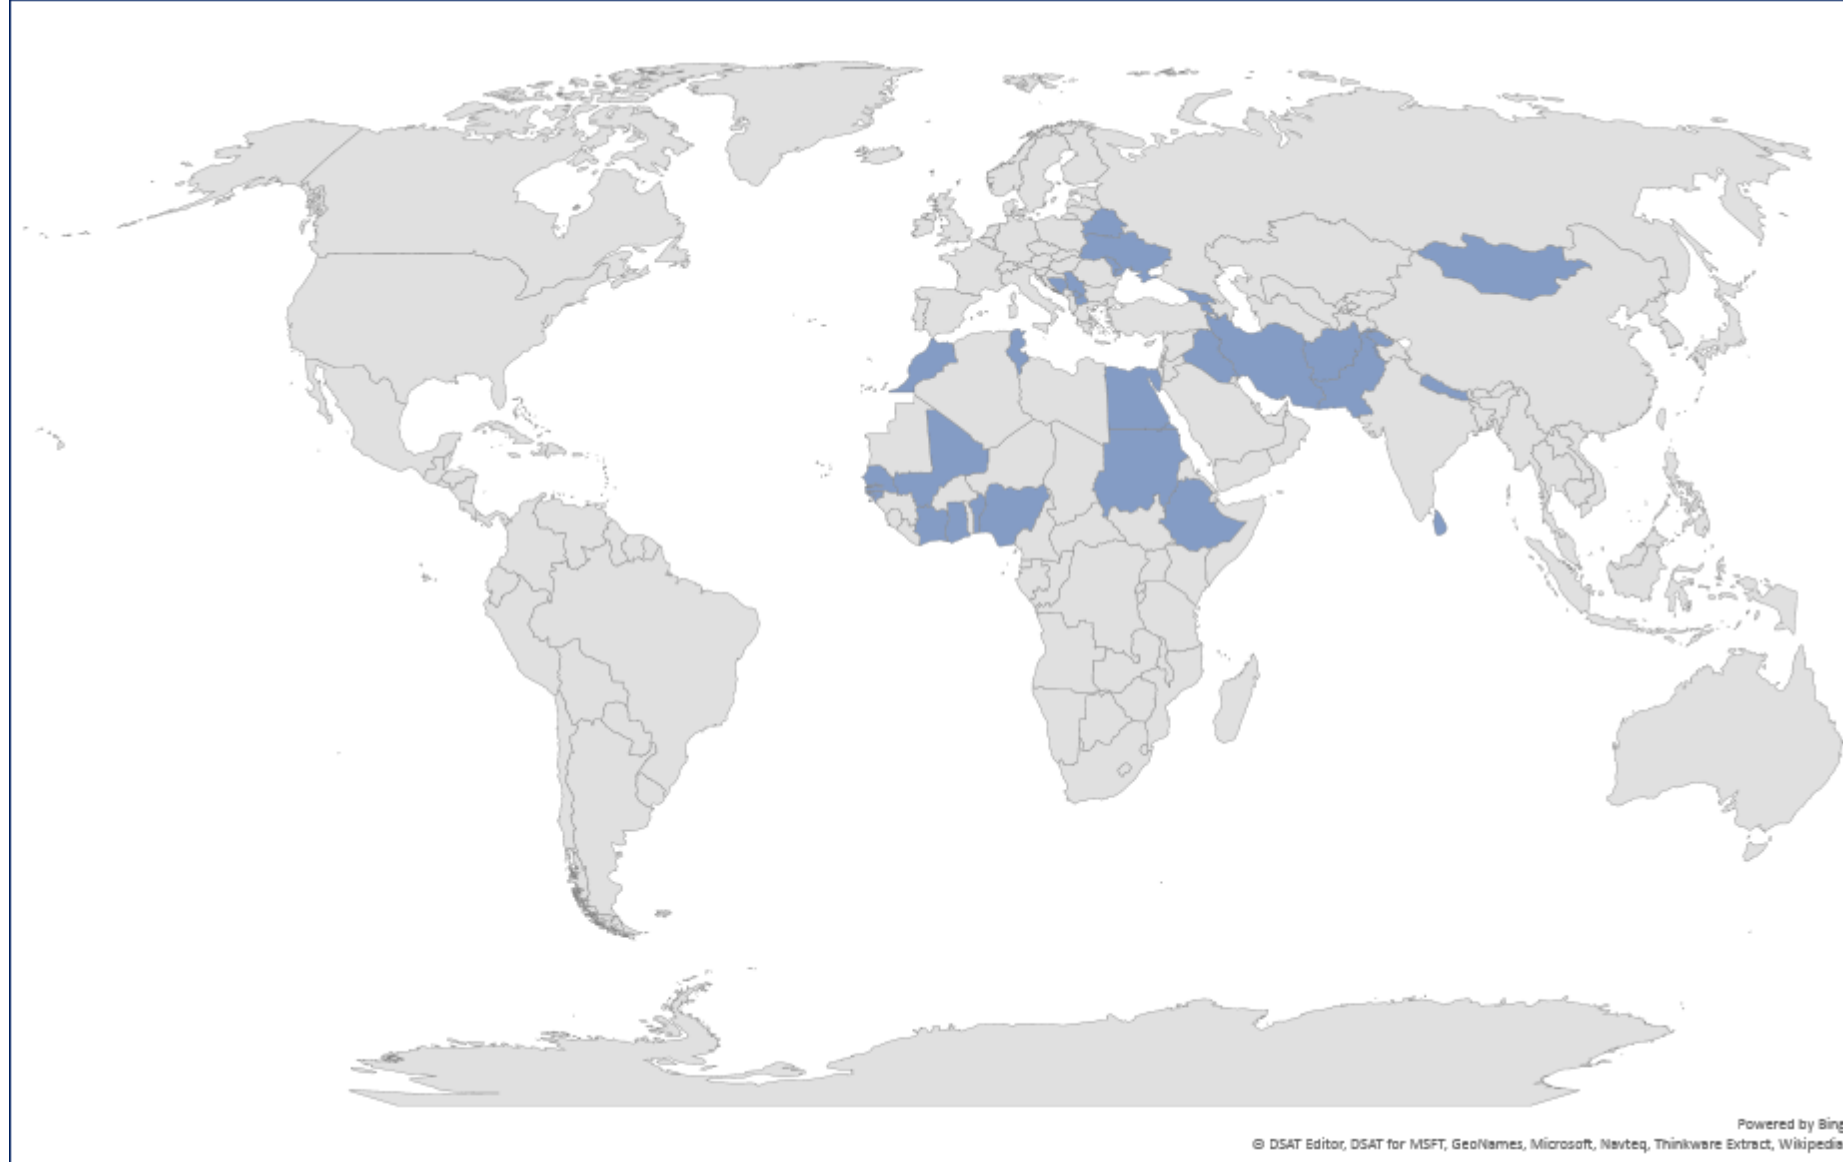 Powered by Bing
© DSAT Editor, DSAT for MSFT, GeoNames, Microsoft, Navteq, Thinkware Extract, Wikipedia